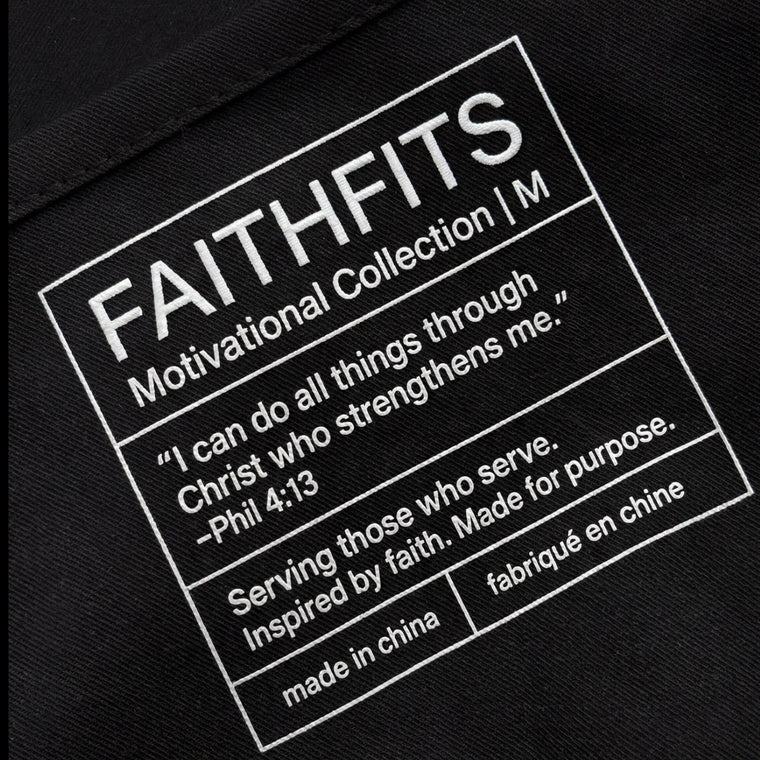 FAITHFITS
Motivational Collection | M
“I can do all things through
Christ who strengthens me.”
–Phil 4:13
Serving those who serve.
Inspired by faith. Made for purpose.
made in china
fabriqué en chine